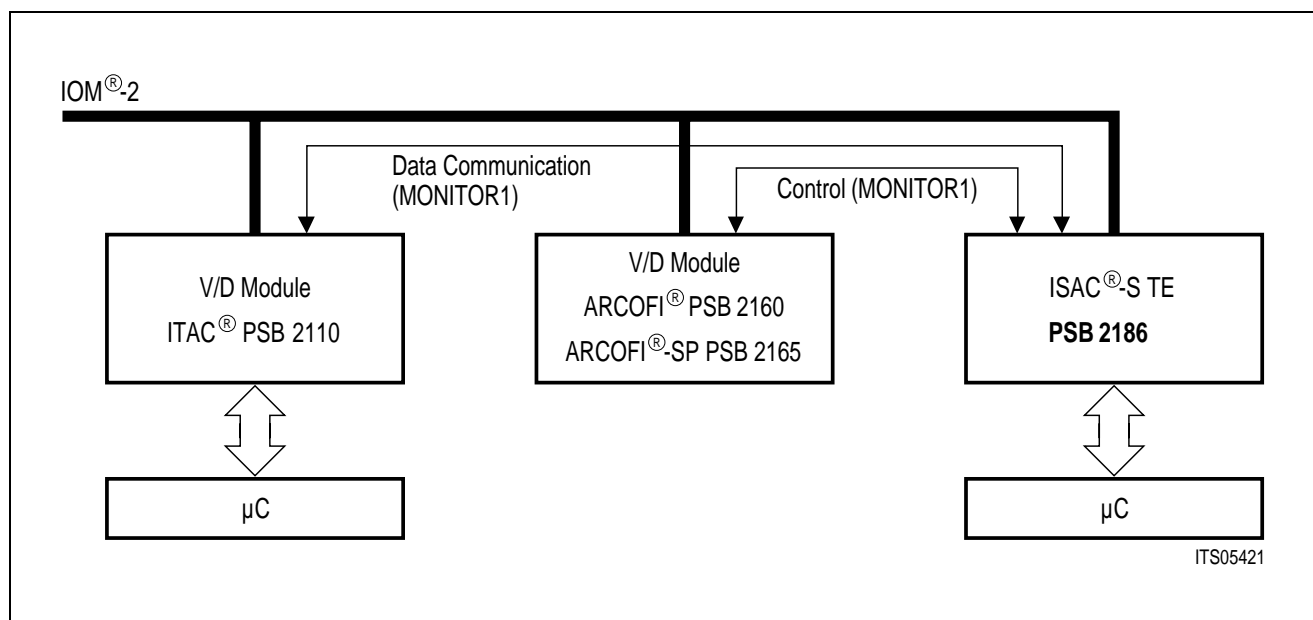 IOM®-2
Data Communication
(MONITOR1)
Control (MONITOR1)
V/D Module
ITAC® PSB 2110
V/D Module
ARCOFI® PSB 2160
ARCOFI®-SP PSB 2165
ISAC®-S TE
PSB 2186
µC
µC
ITS05421